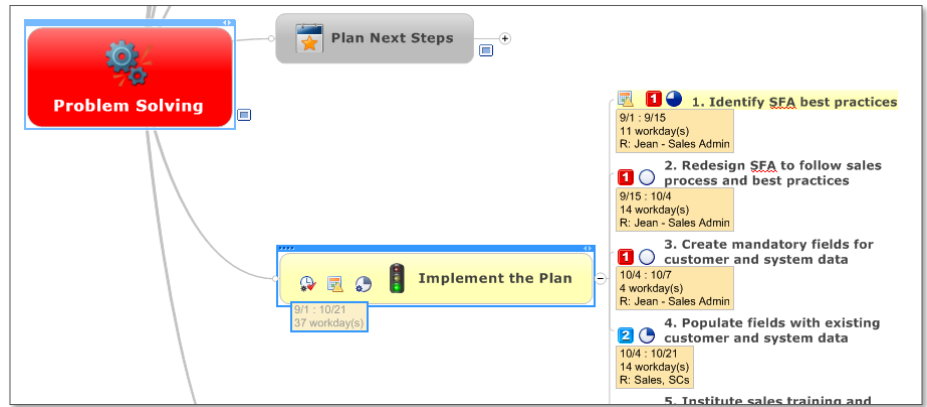 Problem Solving
Plan Next Steps
Implement the Plan
9/1 : 10/21
37 workday(s)
1 1. Identify SFA best practices
9/1 : 9/15
11 workday(s)
R: Jean - Sales Admin
2. Redesign SFA to follow sales
1 process and best practices
9/15 : 10/4
14 workday(s)
R: Jean - Sales Admin
3. Create mandatory fields for
1 customer and system data
10/4 : 10/7
4 workday(s)
R: Jean - Sales Admin
4. Populate fields with existing
2 customer and system data
10/4 : 10/21
14 workday(s)
R: Sales, SCs
5. Institute sales training and